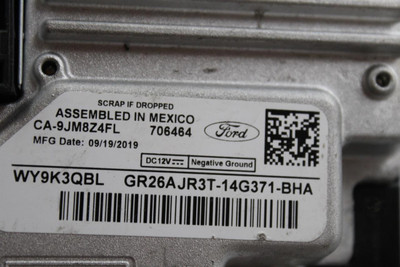 SCRAP IF DROPPED
ASSEMBLED IN MEXICO
CA-9JM8Z4FL 706464
Ford
MFG Date: 09/19/2019
DC12V⎓ Negative Ground
WY9K3QBL GR26AJR3T-14G371-BHA